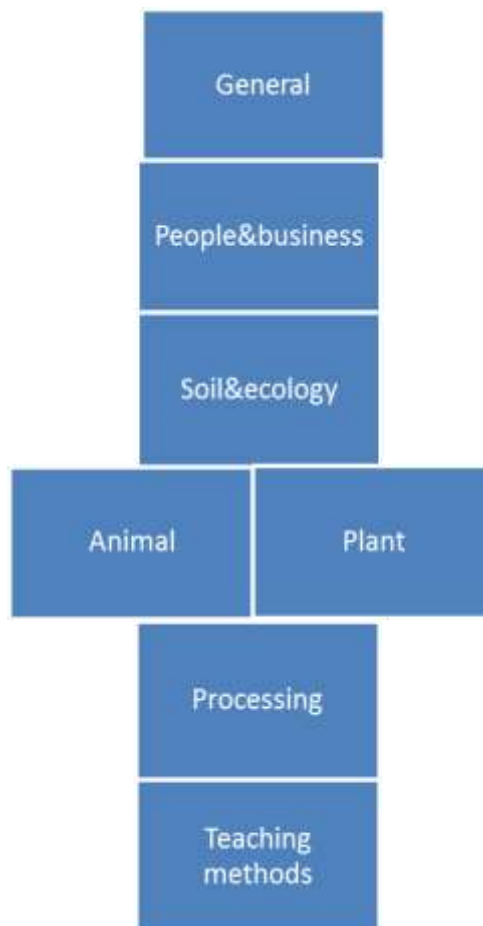 General
People&business
Soil&ecology
Animal
Plant
Processing
Teaching
methods